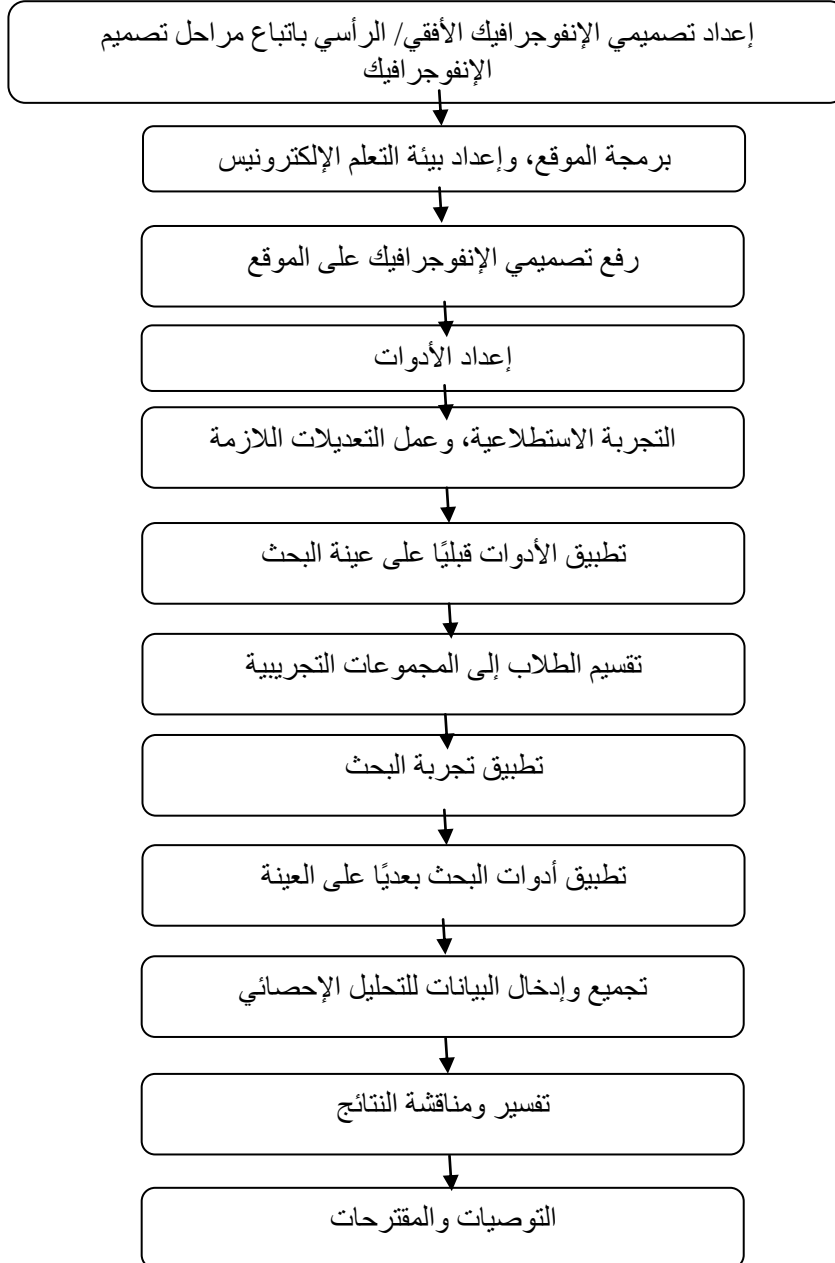 إعداد تصميمي الإنفوجرافيك الأفقي/ الرأسي باتباع مراحل تصميم
الإنفوجرافيك
برمجة الموقع، وإعداد بيئة التعلم الإلكترونيس
رفع تصميمي الإنفوجرافيك على الموقع
إعداد الأدوات
التجربة الاستطلاعية، وعمل التعديلات اللازمة
تطبيق الأدوات قبليًا على عينة البحث
تقسيم الطلاب إلى المجموعات التجريبية
تطبيق تجربة البحث
تطبيق أدوات البحث بعديًا على العينة
تجميع وإدخال البيانات للتحليل الإحصائي
تفسير ومناقشة النتائج
التوصيات والمقترحات